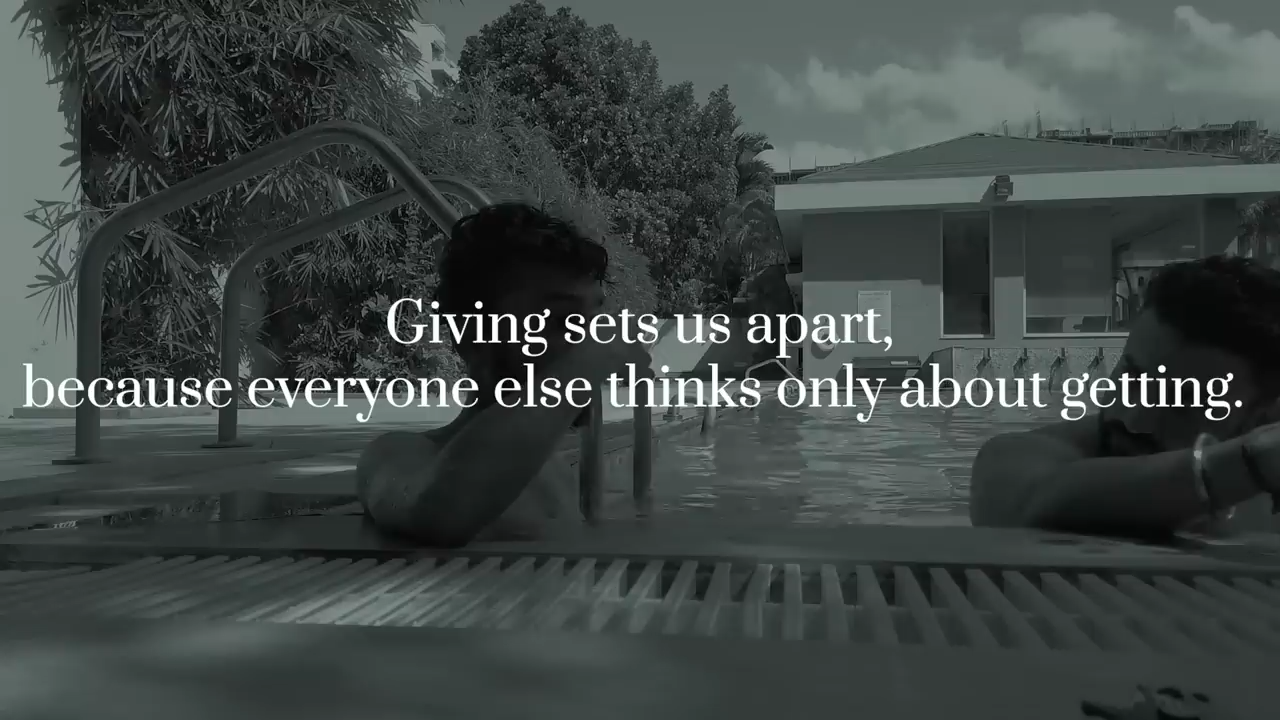 Giving sets us apart,
because everyone else thinks only about getting.